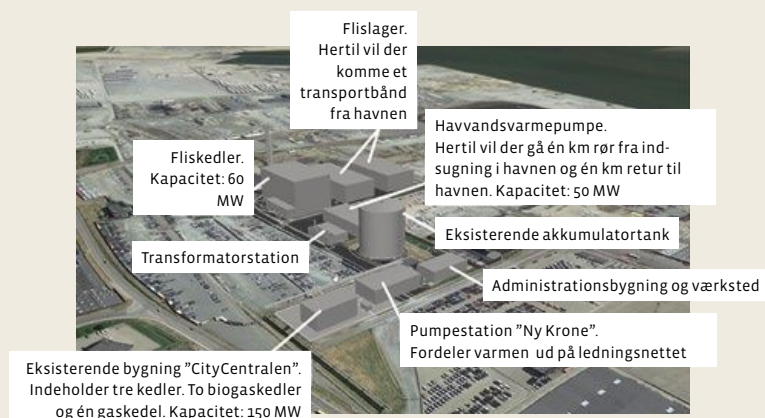 Flislager.
Hertil vil der
komme et
transportbånd
fra havnen
Havvandsvarmepumpe.
Hertil vil der gå én km rør fra ind-
sugning i havnen og én km retur til
havnen. Kapacitet: 50 MW
Fliskedler.
Kapacitet: 60
MW
Eksisterende akkumulatortank
Transformatorstation
Administrationsbygning og værksted
Pumpestation ”Ny Krone”.
Fordeler varmen ud på ledningsnettet
Eksisterende bygning ”CityCentralen”.
Indeholder tre kedler. To biogaskedler
og én gaskedel. Kapacitet: 150 MW